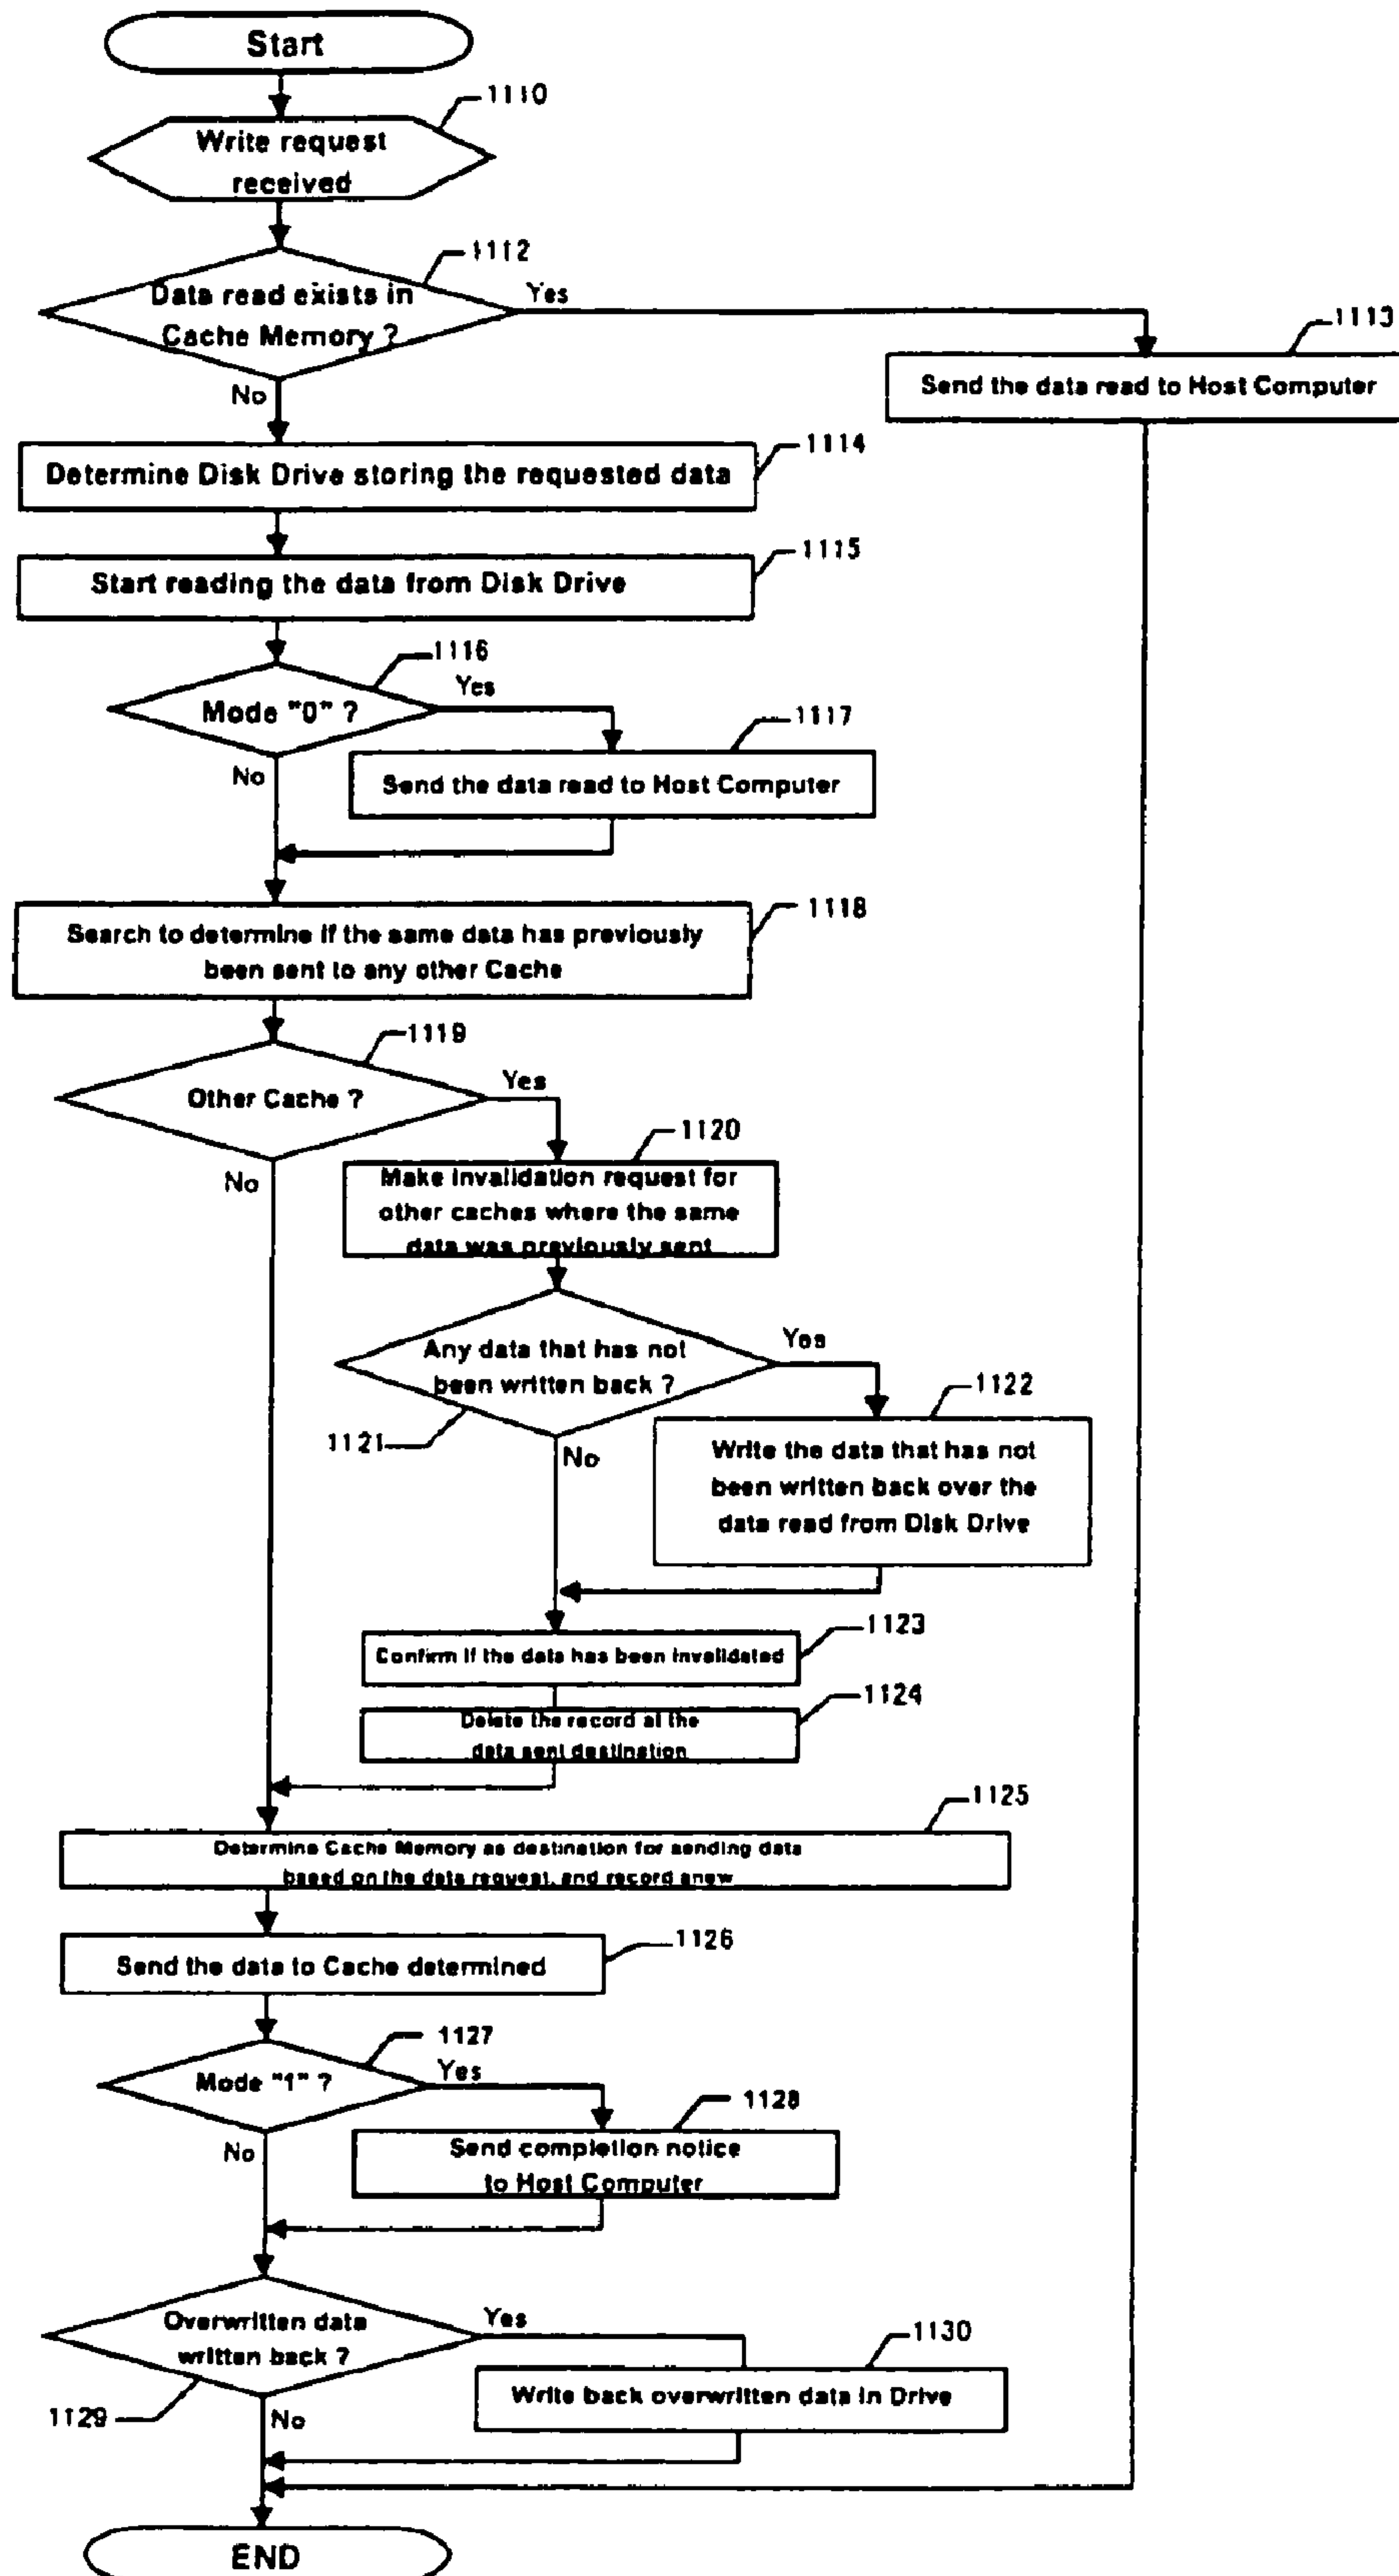 Start
1110
Write request
received
1112
Data read exists in
Cache Memory ?
Yes
No
1113
Send the data read to Host Computer
1114
Determine Disk Drive storing the requested data
1115
Start reading the data from Disk Drive
1116
Mode "0" ?
Yes
No
1117
Send the data read to Host Computer
1118
Search to determine if the same data has previously
been sent to any other Cache
1119
Other Cache ?
Yes
No
1120
Make invalidation request for
other caches where the same
data was previously sent
Any data that has not
been written back ?
Yes
1121
No
1122
Write the data that has not
been written back over the
data read from Disk Drive
1123
Confirm if the data has been invalidated
1124
Delete the record at the
data sent destination
1125
Determine Cache Memory as destination for sending data
based on the data request, and record anew
1126
Send the data to Cache determined
1127
Mode "1" ?
Yes
No
1128
Send completion notice
to Host Computer
Overwritten data
written back ?
Yes
1129
No
1130
Write back overwritten data in Drive
END